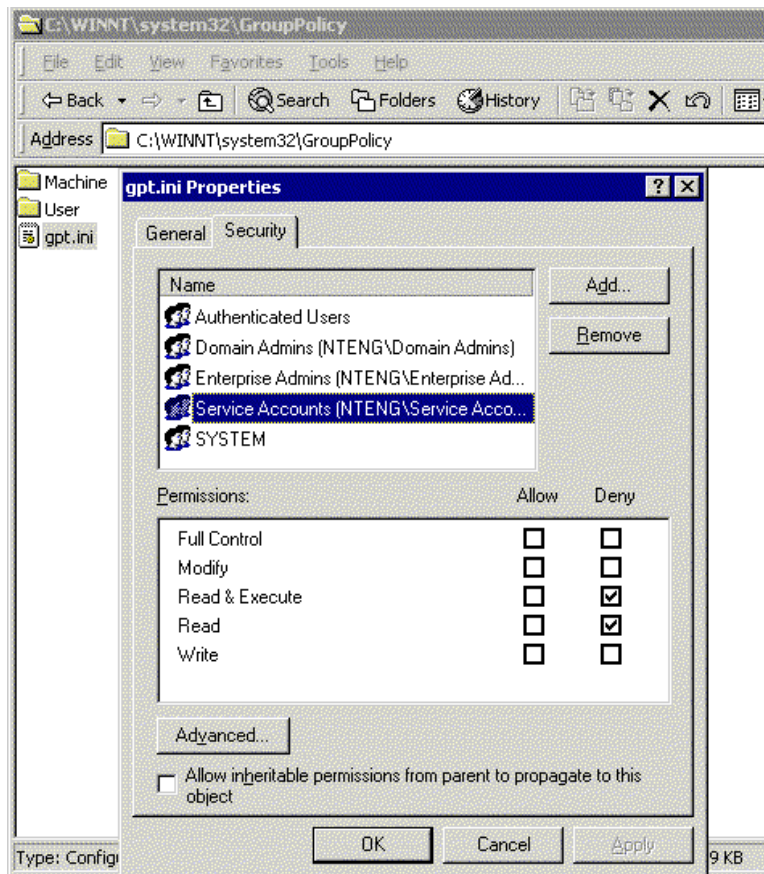 C:\WINNT\system32\GroupPolicy
File Edit View Favorites Tools Help
Back Search Folders History
Address C:\WINNT\system32\GroupPolicy
Machine
User
gpt.ini
gpt.ini Properties
General Security
Name
Authenticated Users
Domain Admins (NTENG\Domain Admins)
Enterprise Admins (NTENG\Enterprise Ad...
Service Accounts (NTENG\Service Acco...
SYSTEM
Add...
Remove
Permissions: Allow Deny
Full Control
Modify
Read & Execute
Read
Write
Advanced...
Allow inheritable permissions from parent to propagate to this
object
OK Cancel Apply
Type: Config 9 KB